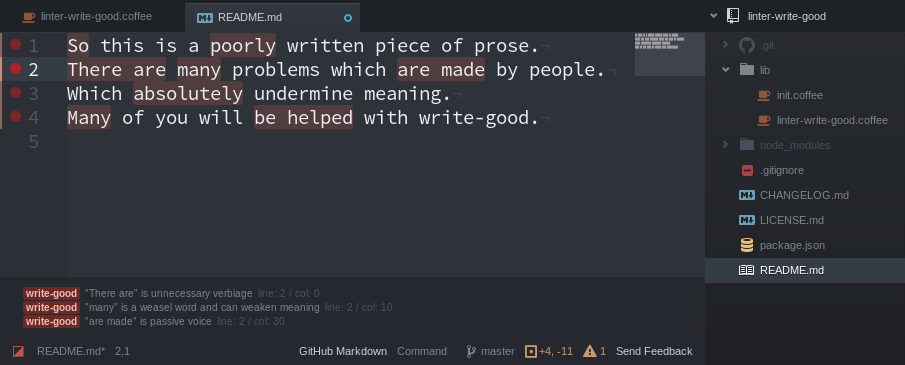 linter-write-good.coffee
README.md
linter-write-good
1 So this is a poorly written piece of prose.¬
2 There are many problems which are made by people.¬
3 Which absolutely undermine meaning.¬
4 Many of you will be helped with write-good.¬
5
.git
lib
init.coffee
linter-write-good.coffee
node_modules
.gitignore
CHANGELOG.md
LICENSE.md
package.json
README.md
write-good "There are" is unnecessary verbiage line: 2 / col: 0
write-good "many" is a weasel word and can weaken meaning line: 2 / col: 10
write-good "are made" is passive voice line: 2 / col: 30
README.md* 2,1 GitHub Markdown Command master +4, -11 1 Send Feedback